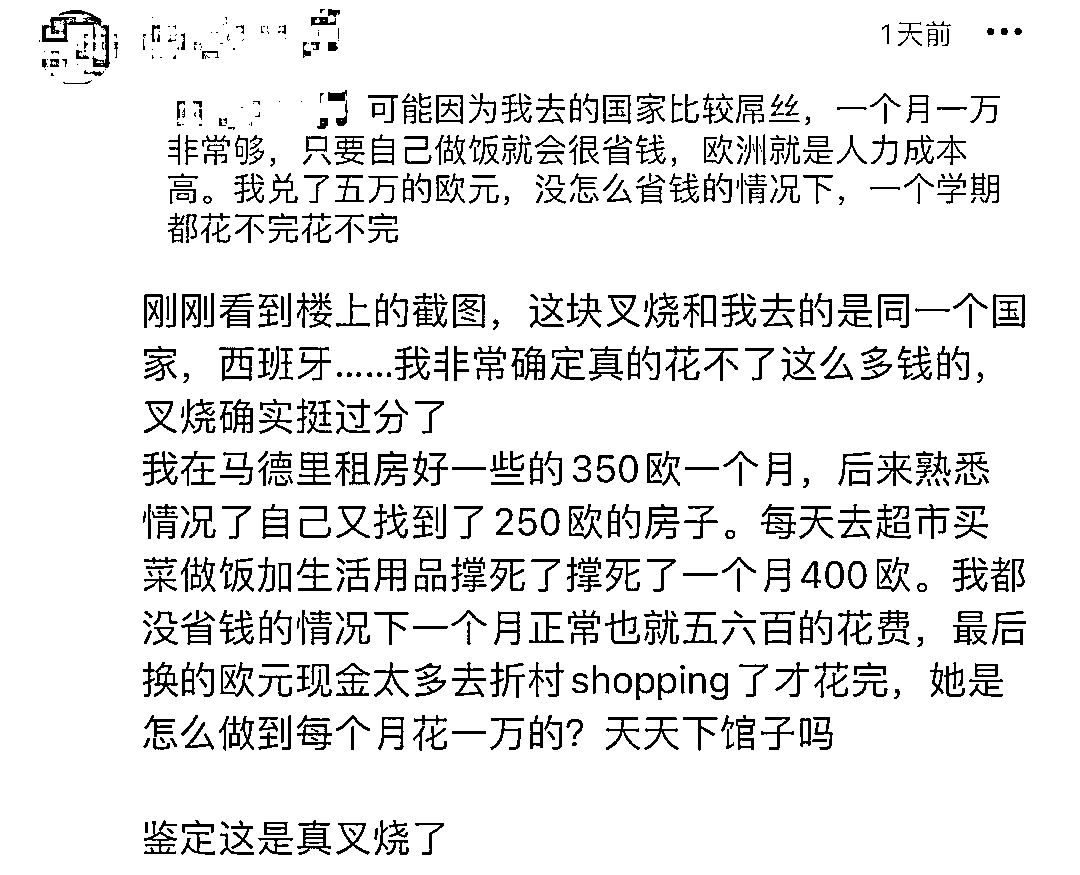 1天前 •••
可能因为我去的国家比较屌丝，一个月一万
非常够，只要自己做饭就会很省钱，欧洲就是人力成本
高。我兑了五万的欧元，没怎么省钱的情况下，一个学期
都花不完花不完
刚刚看到楼上的截图，这块叉烧和我去的是同一个国
家，西班牙……我非常确定真的花不了这么多钱的，
叉烧确实挺过分了
我在马德里租房好一些的350欧一个月，后来熟悉
情况了自己又找到了250欧的房子。每天去超市买
菜做饭加生活用品撑死了撑死了一个月400欧。我都
没省钱的情况下一个月正常也就五六百的花费，最后
换的欧元现金太多去折村shopping了才花完，她是
怎么做到每个月花一万的？天天下馆子吗
鉴定这是真叉烧了